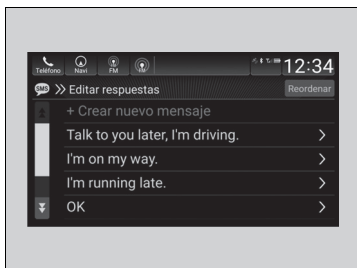 12:34
Teléfono Navi FM
SMS Editar respuestas Reordenar
+ Crear nuevo mensaje
Talk to you later, I'm driving.
I'm on my way.
I'm running late.
OK